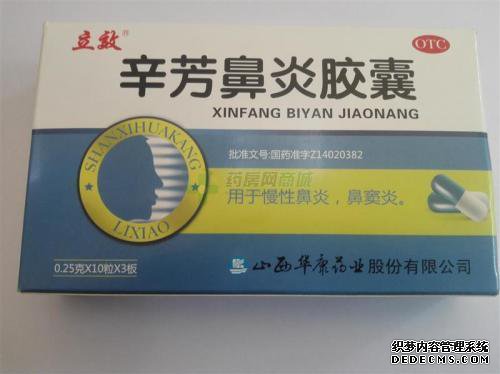 立效®
OTC
辛芳鼻炎胶囊
XINFANG BIYAN JIAONANG
批准文号:国药准字Z14020382
SHANXIHUAKANG
LIXIAO
药房网商城
用于慢性鼻炎，鼻窦炎。
0.25克X10粒X3板
山西华康药业股份有限公司
织梦内容管理系统
DEDECMS.COM